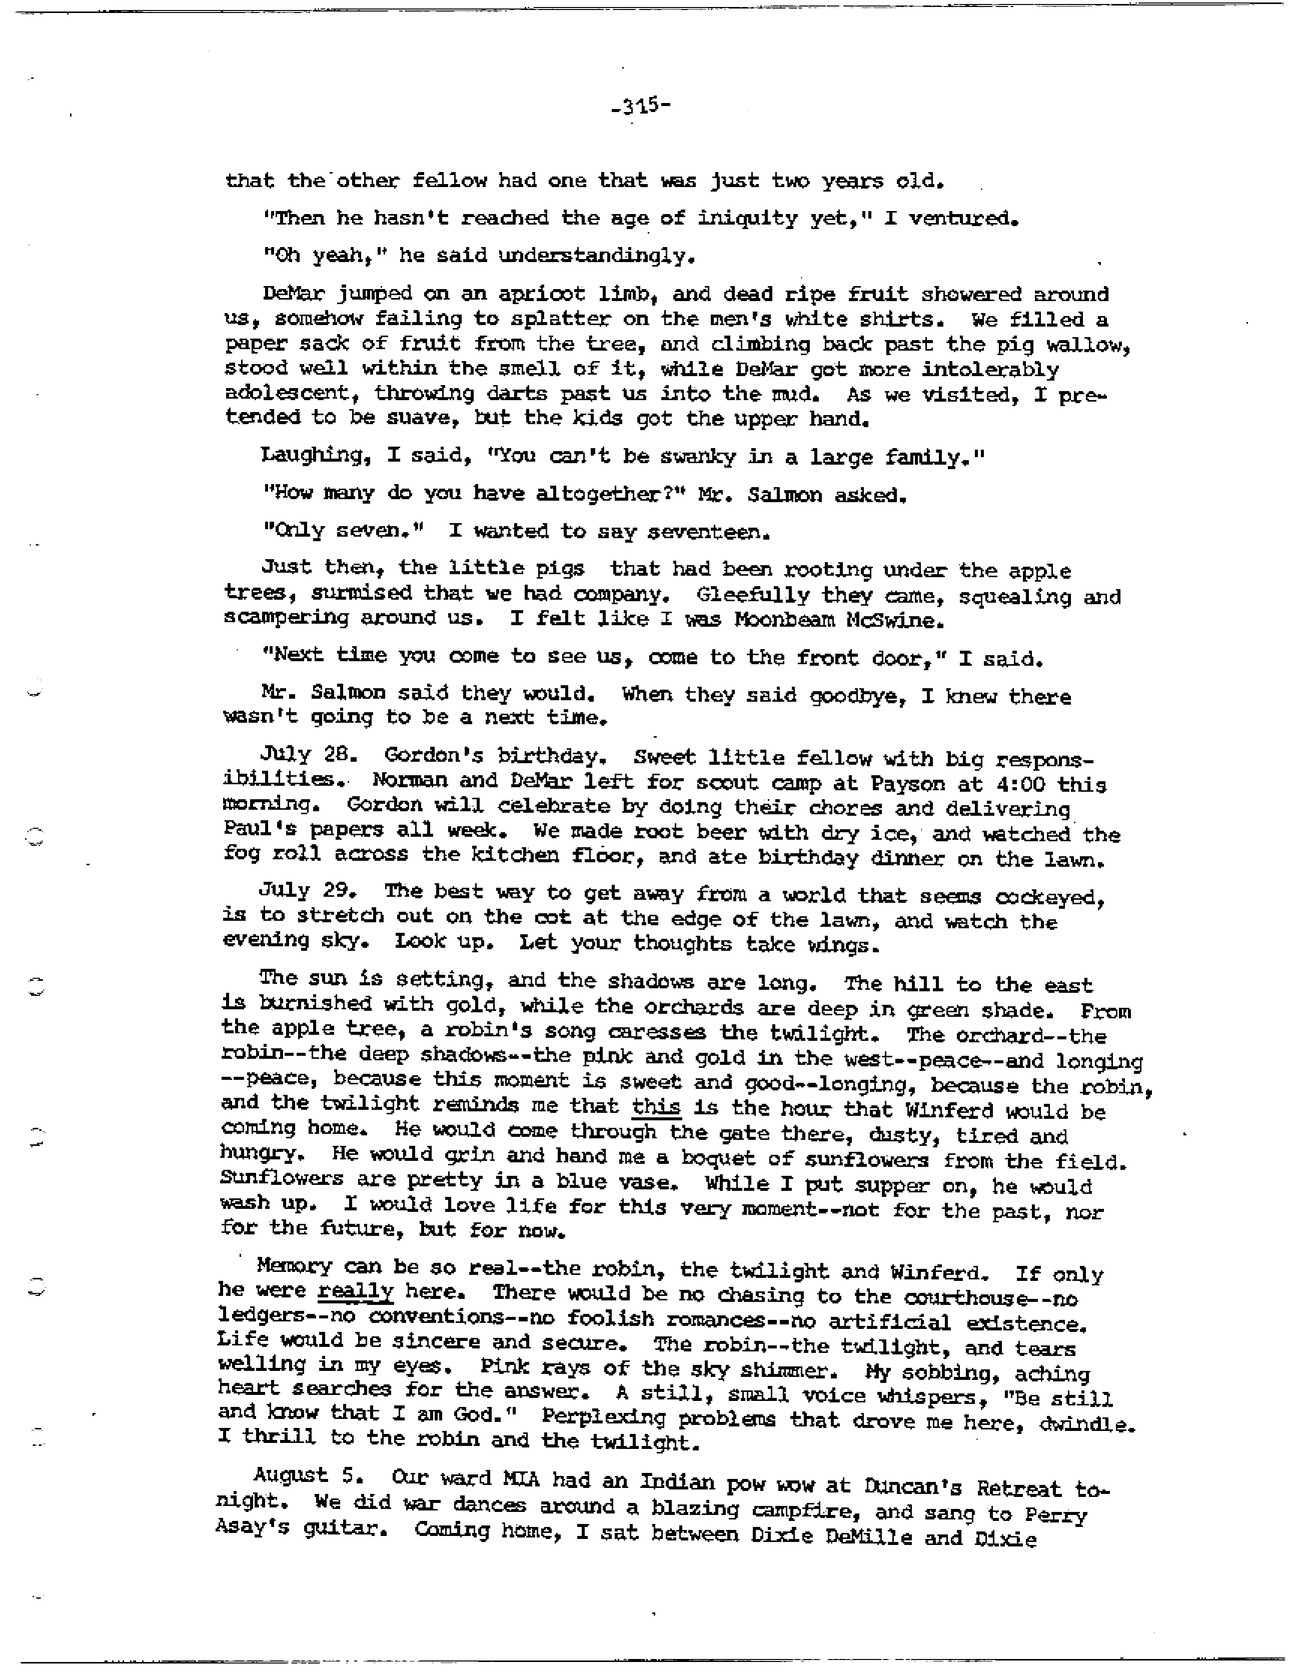 -315-
that the other fellow had one that was just two years old.
"Then he hasn't reached the age of iniquity yet," I ventured.
"Oh yeah," he said understandingly.
DeMar jumped on an apricot limb, and dead ripe fruit showered around
us, somehow failing to splatter on the men's white shirts. We filled a
paper sack of fruit from the tree, and climbing back past the pig wallow,
stood well within the smell of it, while DeMar got more intolerably
adolescent, throwing darts past us into the mud. As we visited, I pre-
tended to be suave, but the kids got the upper hand.
Laughing, I said, "You can't be swanky in a large family."
"How many do you have altogether?" Mr. Salmon asked.
"Only seven." I wanted to say seventeen.
Just then, the little pigs that had been rooting under the apple
trees, surmised that we had company. Gleefully they came, squealing and
scampering around us. I felt like I was Moonbeam McSwine.
"Next time you come to see us, come to the front door," I said.
Mr. Salmon said they would. When they said goodbye, I knew there
wasn't going to be a next time.
July 28. Gordon's birthday. Sweet little fellow with big respons-
ibilities. Norman and DeMar left for scout camp at Payson at 4:00 this
morning. Gordon will celebrate by doing their chores and delivering
Paul's papers all week. We made root beer with dry ice, and watched the
fog roll across the kitchen floor, and ate birthday dinner on the lawn.
July 29. The best way to get away from a world that seems cockeyed,
is to stretch out on the cot at the edge of the lawn, and watch the
evening sky. Look up. Let your thoughts take wings.
The sun is setting, and the shadows are long. The hill to the east
is burnished with gold, while the orchards are deep in green shade. From
the apple tree, a robin's song caresses the twilight. The orchard--the
robin--the deep shadows--the pink and gold in the west--peace--and longing
--peace, because this moment is sweet and good--longing, because the robin,
and the twilight reminds me that this is the hour that Winferd would be
coming home. He would come through the gate there, dusty, tired and
hungry. He would grin and hand me a boquet of sunflowers from the field.
Sunflowers are pretty in a blue vase. While I put supper on, he would
wash up. I would love life for this very moment--not for the past, nor
for the future, but for now.
Memory can be so real--the robin, the twilight and Winferd. If only
he were really here. There would be no chasing to the courthouse--no
ledgers--no conventions--no foolish romances--no artificial existence.
Life would be sincere and secure. The robin--the twilight, and tears
welling in my eyes. Pink rays of the sky shimmer. My sobbing, aching
heart searches for the answer. A still, small voice whispers, "Be still
and know that I am God." Perplexing problems that drove me here, dwindle.
I thrill to the robin and the twilight.
August 5. Our ward MIA had an Indian pow wow at Duncan's Retreat to-
night. We did war dances around a blazing campfire, and sang to Perry
Asay's guitar. Coming home, I sat between Dixie DeMille and Dixie